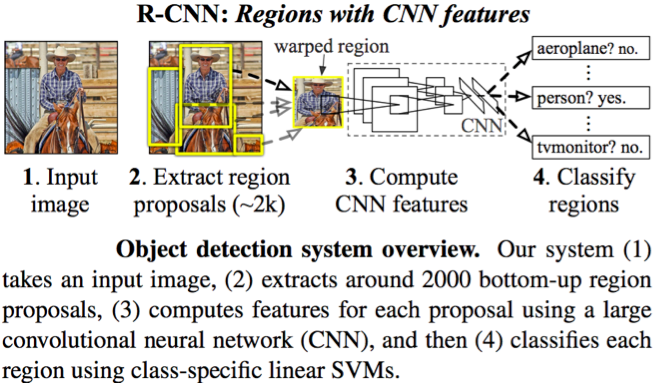 R-CNN: Regions with CNN features
warped region
aeroplane? no.
person? yes.
CNN
tvmonitor? no.
1. Input
image
2. Extract region
proposals (~2k)
3. Compute
CNN features
4. Classify
regions
Object detection system overview. Our system (1)
takes an input image, (2) extracts around 2000 bottom-up region
proposals, (3) computes features for each proposal using a large
convolutional neural network (CNN), and then (4) classifies each
region using class-specific linear SVMs.